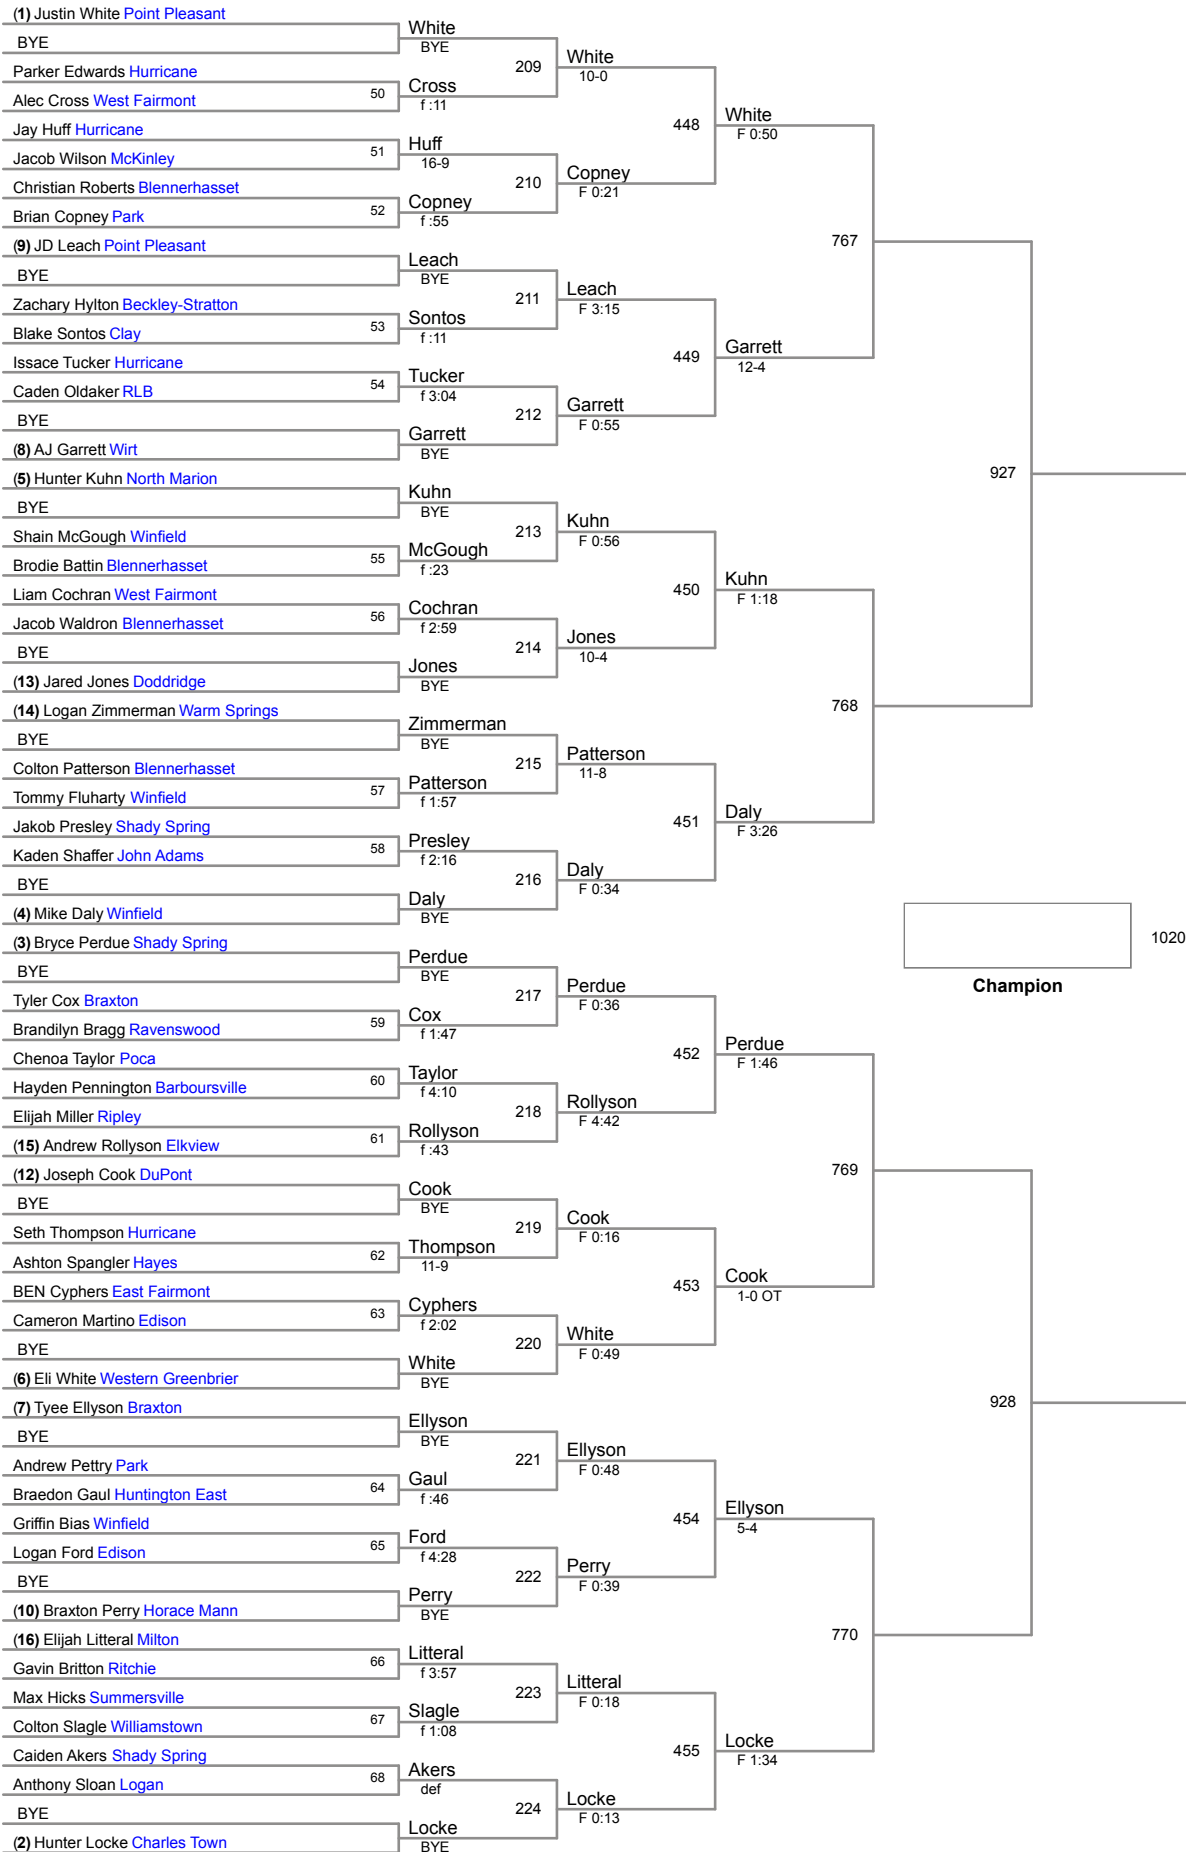 (1) Justin White Point Pleasant
BYE
Parker Edwards Hurricane
Alec Cross West Fairmont
Jay Huff Hurricane
Jacob Wilson McKinley
Christian Roberts Blennerhasset
Brian Copney Park
(9) JD Leach Point Pleasant
BYE
Zachary Hylton Beckley-Stratton
Blake Sontos Clay
Issace Tucker Hurricane
Caden Oldaker RLB
BYE
(8) AJ Garrett Wirt
(5) Hunter Kuhn North Marion
BYE
Shain McGough Winfield
Brodie Battin Blennerhasset
Liam Cochran West Fairmont
Jacob Waldron Blennerhasset
BYE
(13) Jared Jones Doddridge
(14) Logan Zimmerman Warm Springs
BYE
Colton Patterson Blennerhasset
Tommy Fluharty Winfield
Jakob Presley Shady Spring
Kaden Shaffer John Adams
BYE
(4) Mike Daly Winfield
(3) Bryce Perdue Shady Spring
BYE
Tyler Cox Braxton
Brandilyn Bragg Ravenswood
Chenoa Taylor Poca
Hayden Pennington Barboursville
Elijah Miller Ripley
(15) Andrew Rollyson Elkview
(12) Joseph Cook DuPont
BYE
Seth Thompson Hurricane
Ashton Spangler Hayes
BEN Cyphers East Fairmont
Cameron Martino Edison
BYE
(6) Eli White Western Greenbrier
(7) Tyee Ellyson Braxton
BYE
Andrew Pettry Park
Braedon Gaul Huntington East
Griffin Bias Winfield
Logan Ford Edison
BYE
(10) Braxton Perry Horace Mann
(16) Elijah Litteral Milton
Gavin Britton Ritchie
Max Hicks Summersville
Colton Slagle Williamstown
Caiden Akers Shady Spring
Anthony Sloan Logan
BYE
(2) Hunter Locke Charles Town
50
51
52
53
54
55
56
57
58
59
60
61
62
63
64
65
66
67
68
White
BYE
Cross
f :11
Huff
16-9
Copney
f :55
Leach
BYE
Sontos
f :11
Tucker
f 3:04
Garrett
BYE
Kuhn
BYE
McGough
f :23
Cochran
f 2:59
Jones
BYE
Zimmerman
BYE
Patterson
f 1:57
Presley
f 2:16
Daly
BYE
Perdue
BYE
Cox
f 1:47
Taylor
f 4:10
Rollyson
f :43
Cook
BYE
Thompson
11-9
Cyphers
f 2:02
White
BYE
Ellyson
BYE
Gaul
f :46
Ford
f 4:28
Perry
BYE
Litteral
f 3:57
Slagle
f 1:08
Akers
def
Locke
BYE
209
210
211
212
213
214
215
216
217
218
219
220
221
222
223
224
White
10-0
Copney
F 0:21
Leach
F 3:15
Garrett
F 0:55
Kuhn
F 0:56
Jones
10-4
Patterson
11-8
Daly
F 0:34
Perdue
F 0:36
Rollyson
F 4:42
Cook
F 0:16
White
F 0:49
Ellyson
F 0:48
Perry
F 0:39
Litteral
F 0:18
Locke
F 0:13
448
449
450
451
452
453
454
455
White
F 0:50
Garrett
12-4
Kuhn
F 1:18
Daly
F 3:26
Perdue
F 1:46
Cook
1-0 OT
Ellyson
5-4
Locke
F 1:34
767
768
769
770
927
928
1020
Champion